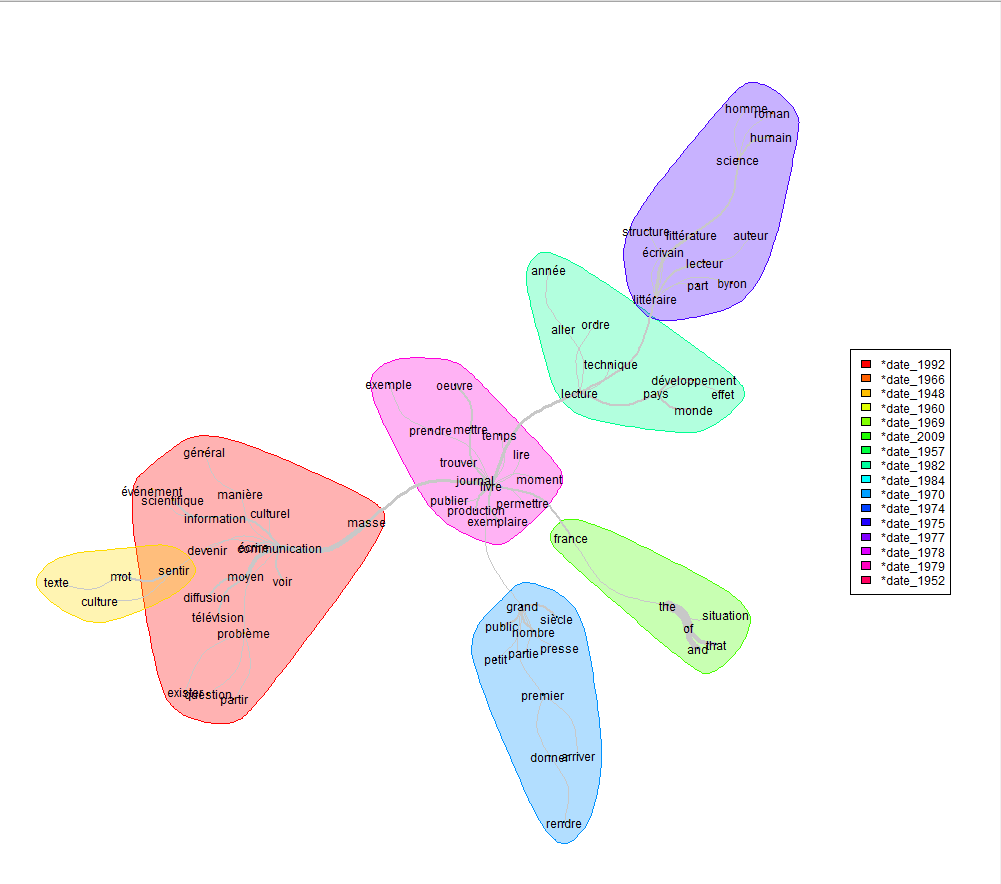 homme
roman
humain
science
structure
littérature
auteur
écrivain
lecteur
part
byron
littéraire
année
aller
ordre
technique
lecture
développement
pays
effet
monde
exemple
oeuvre
prendre
mettre
temps
lire
trouver
journal
livre
moment
publier
permettre
production
exemplaire
général
événement
scientifique
manière
information
culturel
masse
devenir
écrire
communication
moyen
voir
diffusion
télévision
problème
exister
question
partir
texte
mot
sentir
culture
france
the
situation
of
and
that
grand
siècle
public
nombre
petit
partie
presse
premier
donner
arriver
rendre
*date_1992
*date_1966
*date_1948
*date_1960
*date_1969
*date_2009
*date_1957
*date_1982
*date_1984
*date_1970
*date_1974
*date_1975
*date_1977
*date_1978
*date_1979
*date_1952